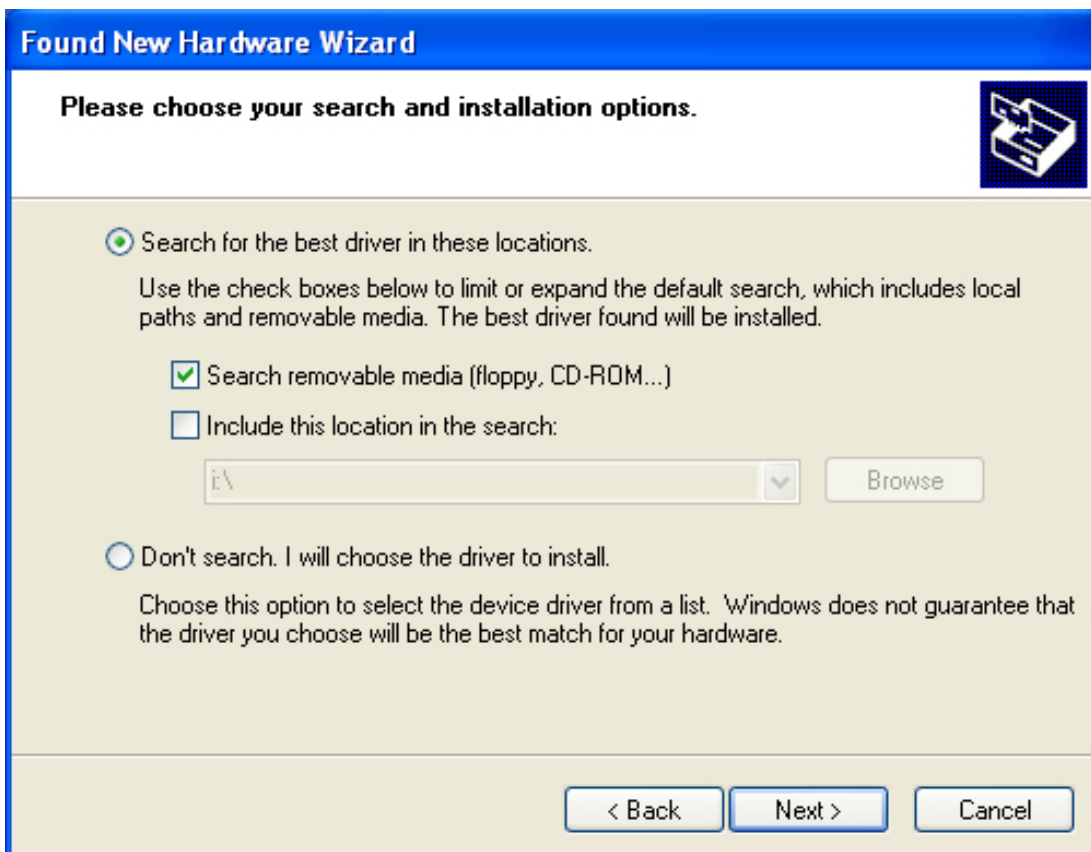 Found New Hardware Wizard
Please choose your search and installation options.
Search for the best driver in these locations.
Use the check boxes below to limit or expand the default search, which includes local
paths and removable media. The best driver found will be installed.
Search removable media (floppy, CD-ROM...)
Include this location in the search:
i:\
Browse
Don't search. I will choose the driver to install.
Choose this option to select the device driver from a list. Windows does not guarantee that
the driver you choose will be the best match for your hardware.
< Back
Next >
Cancel